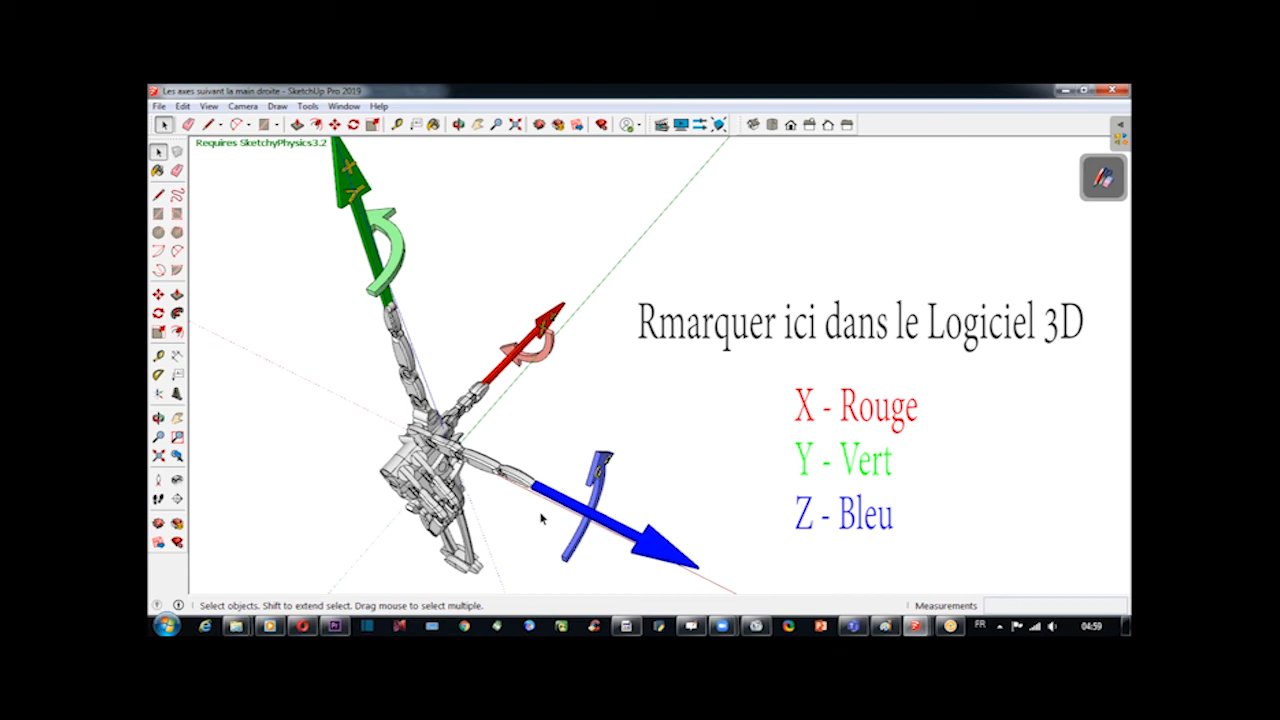 Les axes suivant la main droite - SketchUp Pro 2019
File Edit View Camera Draw Tools Window Help
Requires SketchyPhysics3.2
X +
Y
Rmarquer ici dans le Logiciel 3D
X - Rouge
Y - Vert
Z - Bleu
Select objects. Shift to extend select. Drag mouse to select multiple.
Measurements
FR
04:59